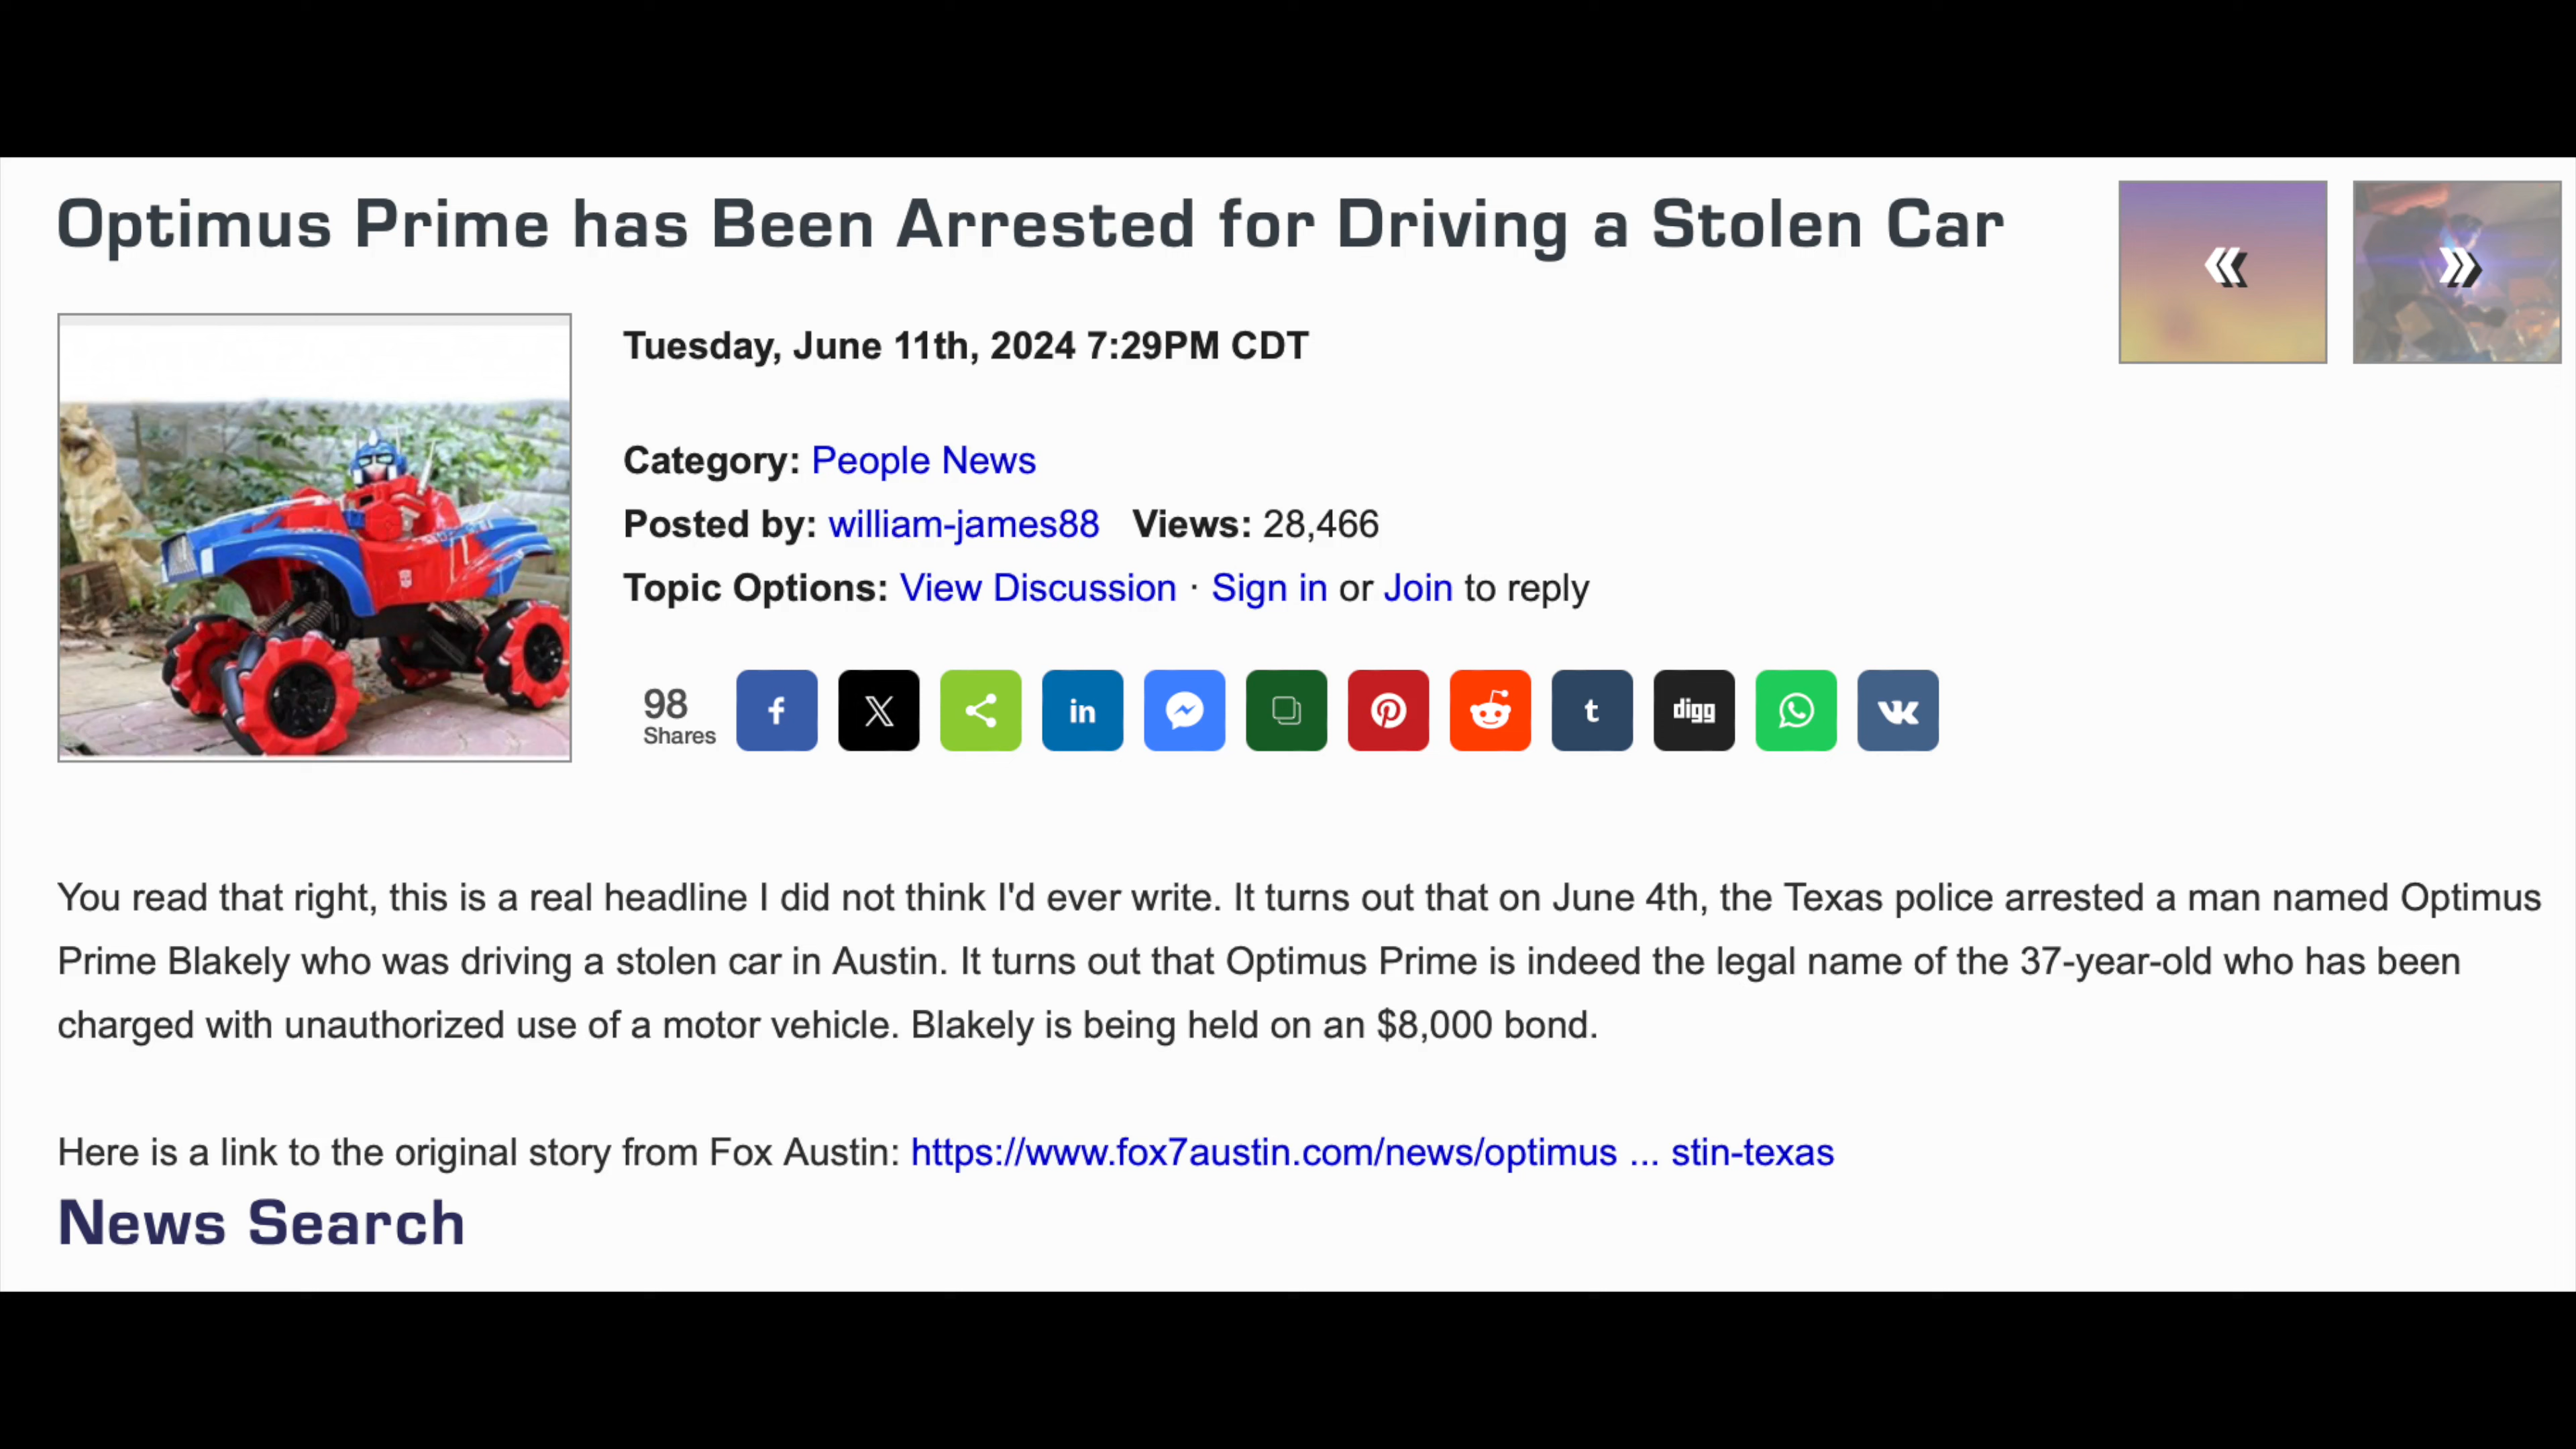 Optimus Prime has Been Arrested for Driving a Stolen Car
Tuesday, June 11th, 2024 7:29PM CDT
Category: People News
Posted by: william-james88 Views: 28,466
Topic Options: View Discussion · Sign in or Join to reply
98
Shares
f
X
in
t
digg
You read that right, this is a real headline I did not think I'd ever write. It turns out that on June 4th, the Texas police arrested a man named Optimus
Prime Blakely who was driving a stolen car in Austin. It turns out that Optimus Prime is indeed the legal name of the 37-year-old who has been
charged with unauthorized use of a motor vehicle. Blakely is being held on an $8,000 bond.
Here is a link to the original story from Fox Austin: https://www.fox7austin.com/news/optimus ... stin-texas
News Search